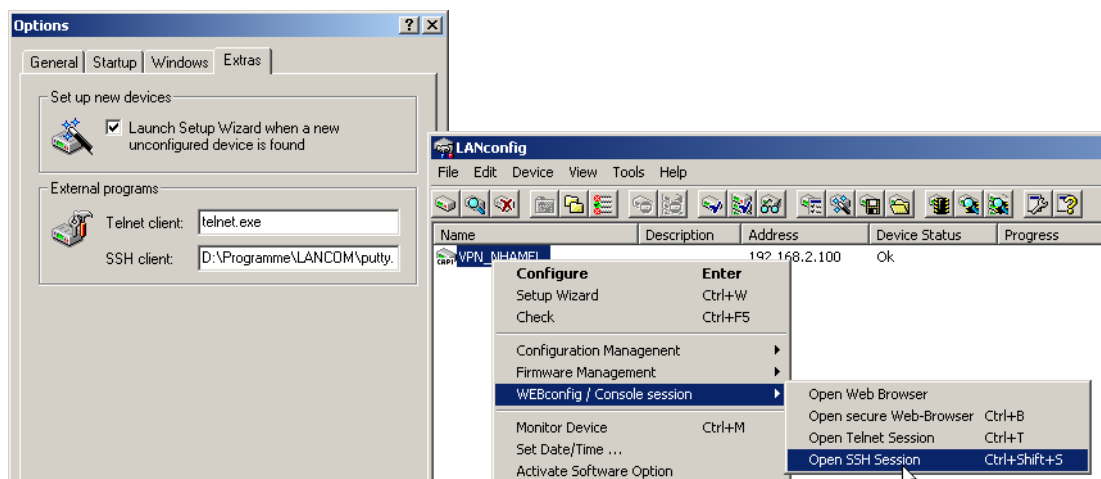 Options
General Startup Windows Extras
Set up new devices
Launch Setup Wizard when a new
unconfigured device is found
External programs
Telnet client: telnet.exe
SSH client: D:\Programme\LANCOM\putty.
LANconfig
File Edit Device View Tools Help
Name Description Address Device Status Progress
CAPI VPN_NHAMEL 192.168.2.100 Ok
Configure Enter
Setup Wizard Ctrl+W
Check Ctrl+F5
Configuration Managenent
Firmware Management
WEBconfig / Console session
Monitor Device Ctrl+M
Set Date/Time ...
Activate Software Option
Open Web Browser
Open secure Web-Browser Ctrl+B
Open Telnet Session Ctrl+T
Open SSH Session Ctrl+Shift+S